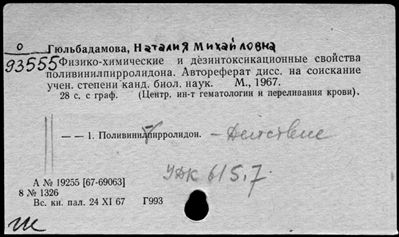 О
93555
Гюльбадамова, Наталия Михайловна
Физико-химические и дезинтоксикационные свойства
поливинилпирролидона. Автореферат дисс. на соискание
учен. степени канд. биол. наук. М., 1967.
28 с. с граф. (Центр. ин-т гематологии и переливания крови).
— — 1. Поливинилпирролидон. - Действие
УДК 615.7
А № 19255 [67-69063]
8 № 1326
Вс. кн. пал. 24 XI 67 Г993